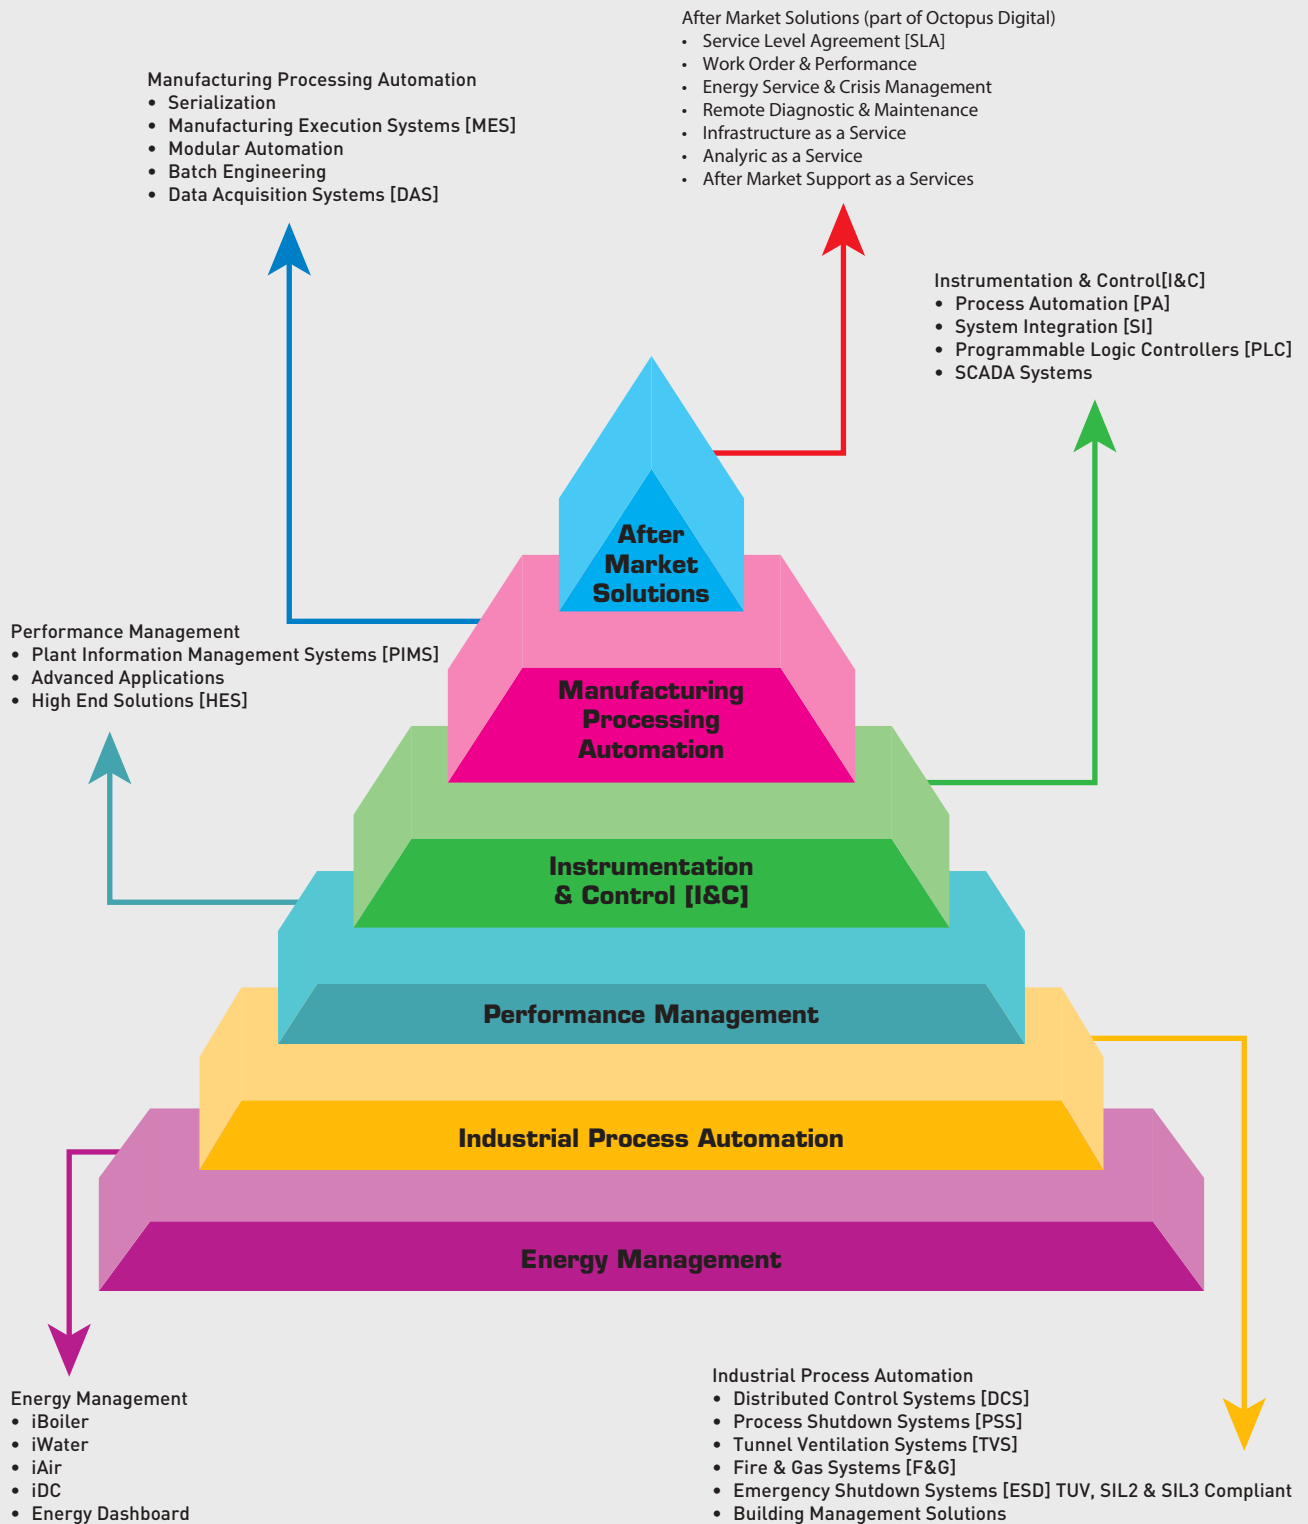 After Market Solutions (part of Octopus Digital)
• Service Level Agreement [SLA]
• Work Order & Performance
• Energy Service & Crisis Management
• Remote Diagnostic & Maintenance
• Infrastructure as a Service
• Analyric as a Service
• After Market Support as a Services
Manufacturing Processing Automation
• Serialization
• Manufacturing Execution Systems [MES]
• Modular Automation
• Batch Engineering
• Data Acquisition Systems [DAS]
Instrumentation & Control[I&C]
• Process Automation [PA]
• System Integration [SI]
• Programmable Logic Controllers [PLC]
• SCADA Systems
After
Market
Solutions
Performance Management
• Plant Information Management Systems [PIMS]
• Advanced Applications
• High End Solutions [HES]
Manufacturing
Processing
Automation
Instrumentation
& Control [I&C]
Performance Management
Industrial Process Automation
Energy Management
Energy Management
• iBoiler
• iWater
• iAir
• iDC
• Energy Dashboard
Industrial Process Automation
• Distributed Control Systems [DCS]
• Process Shutdown Systems [PSS]
• Tunnel Ventilation Systems [TVS]
• Fire & Gas Systems [F&G]
• Emergency Shutdown Systems [ESD] TUV, SIL2 & SIL3 Compliant
• Building Management Solutions